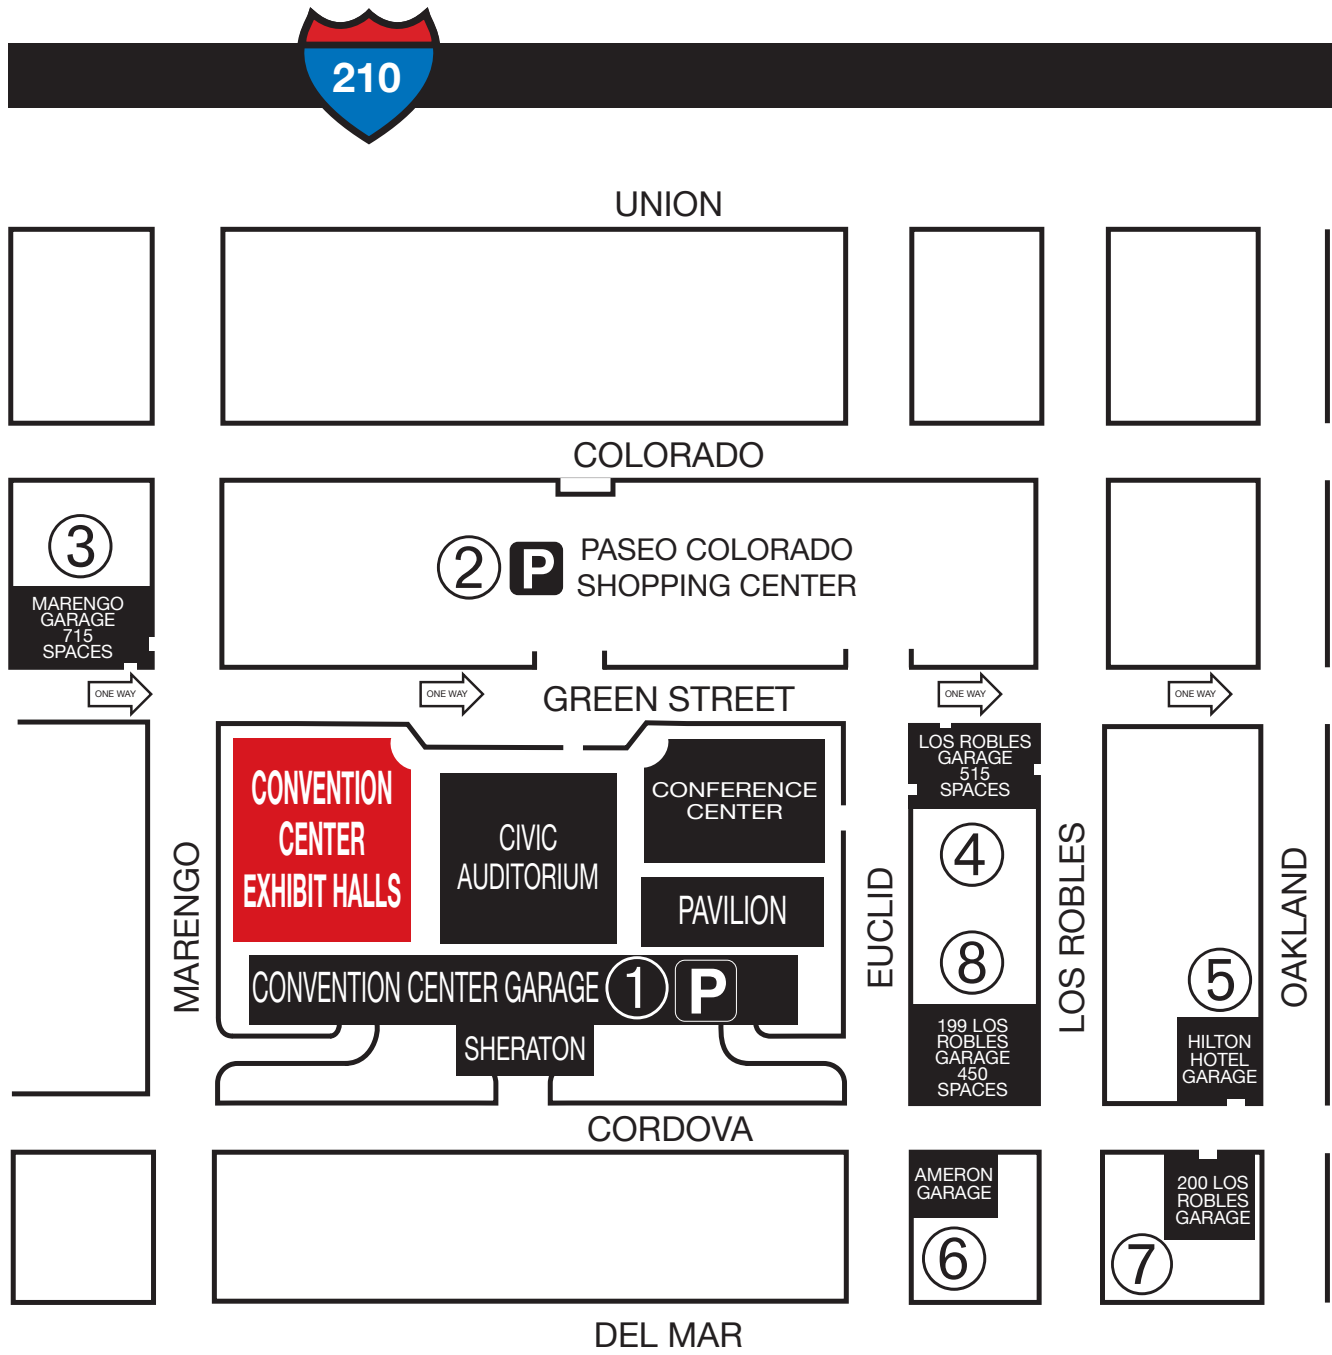 210
UNION
COLORADO
3
MARENGO
GARAGE
715
SPACES
2 P
PASEO COLORADO
SHOPPING CENTER
ONE WAY
ONE WAY
GREEN STREET
ONE WAY
ONE WAY
CONVENTION
CENTER
EXHIBIT HALLS
CIVIC
AUDITORIUM
CONFERENCE
CENTER
PAVILION
CONVENTION CENTER GARAGE 1 P
SHERATON
MARENGO
EUCLID
LOS ROBLES
GARAGE
515
SPACES
4
8
199 LOS
ROBLES
GARAGE
450
SPACES
LOS ROBLES
5
HILTON
HOTEL
GARAGE
OAKLAND
CORDOVA
AMERON
GARAGE
6
200 LOS
ROBLES
GARAGE
7
DEL MAR